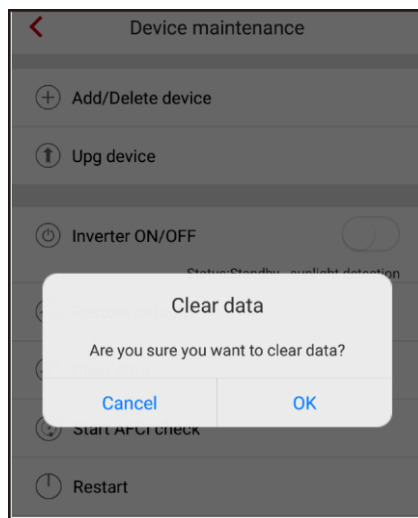 Device maintenance
Add/Delete device
Upg device
Inverter ON/OFF
Status:Standby sunlight detection
Clear data
Are you sure you want to clear data?
Cancel OK
Start AFCI check
Restart